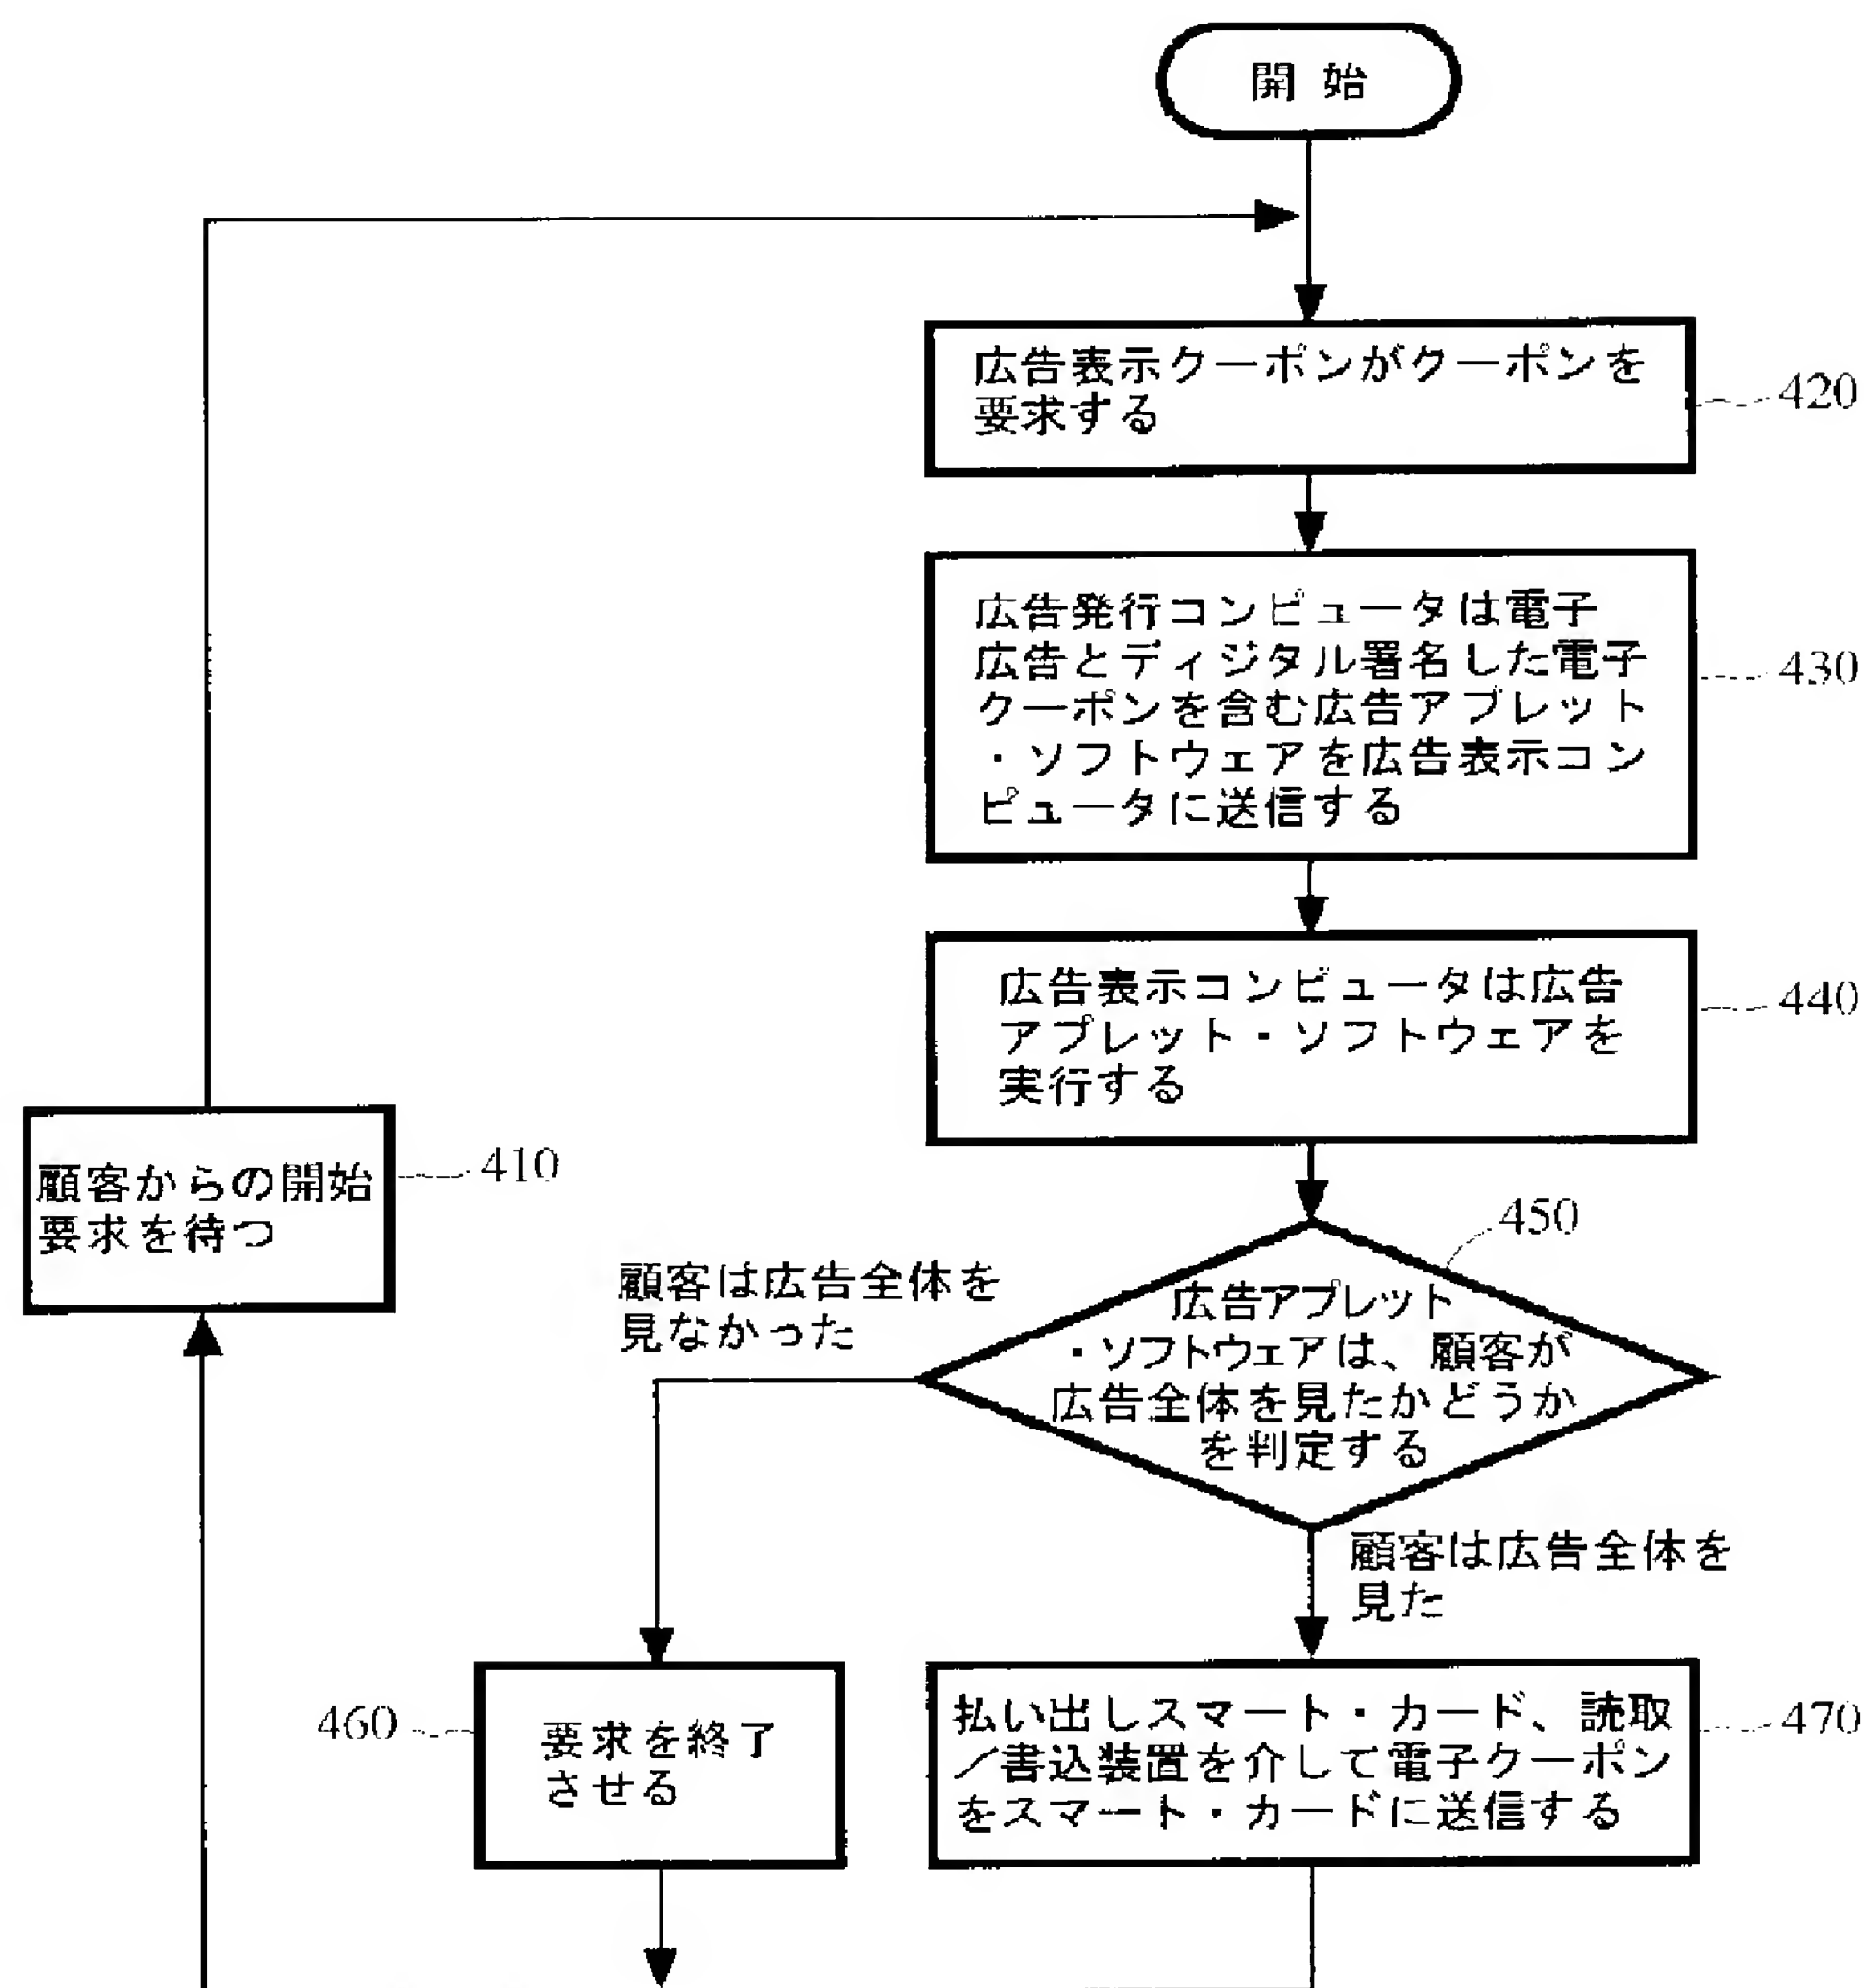 開始
広告表示クーポンがクーポンを
要求する
420
広告発行コンピュータは電子
広告とディジタル署名した電子
クーポンを含む広告アプレット
・ソフトウェアを広告表示コン
ピュータに送信する
430
広告表示コンピュータは広告
アプレット・ソフトウェアを
実行する
440
顧客からの開始
要求を待つ
410
450
広告アプレット
・ソフトウェアは、顧客が
広告全体を見たかどうか
を判定する
顧客は広告全体を
見なかった
顧客は広告全体を
見た
460
要求を終了
させる
払い出しスマート・カード、読取
／書込装置を介して電子クーポン
をスマート・カードに送信する
470